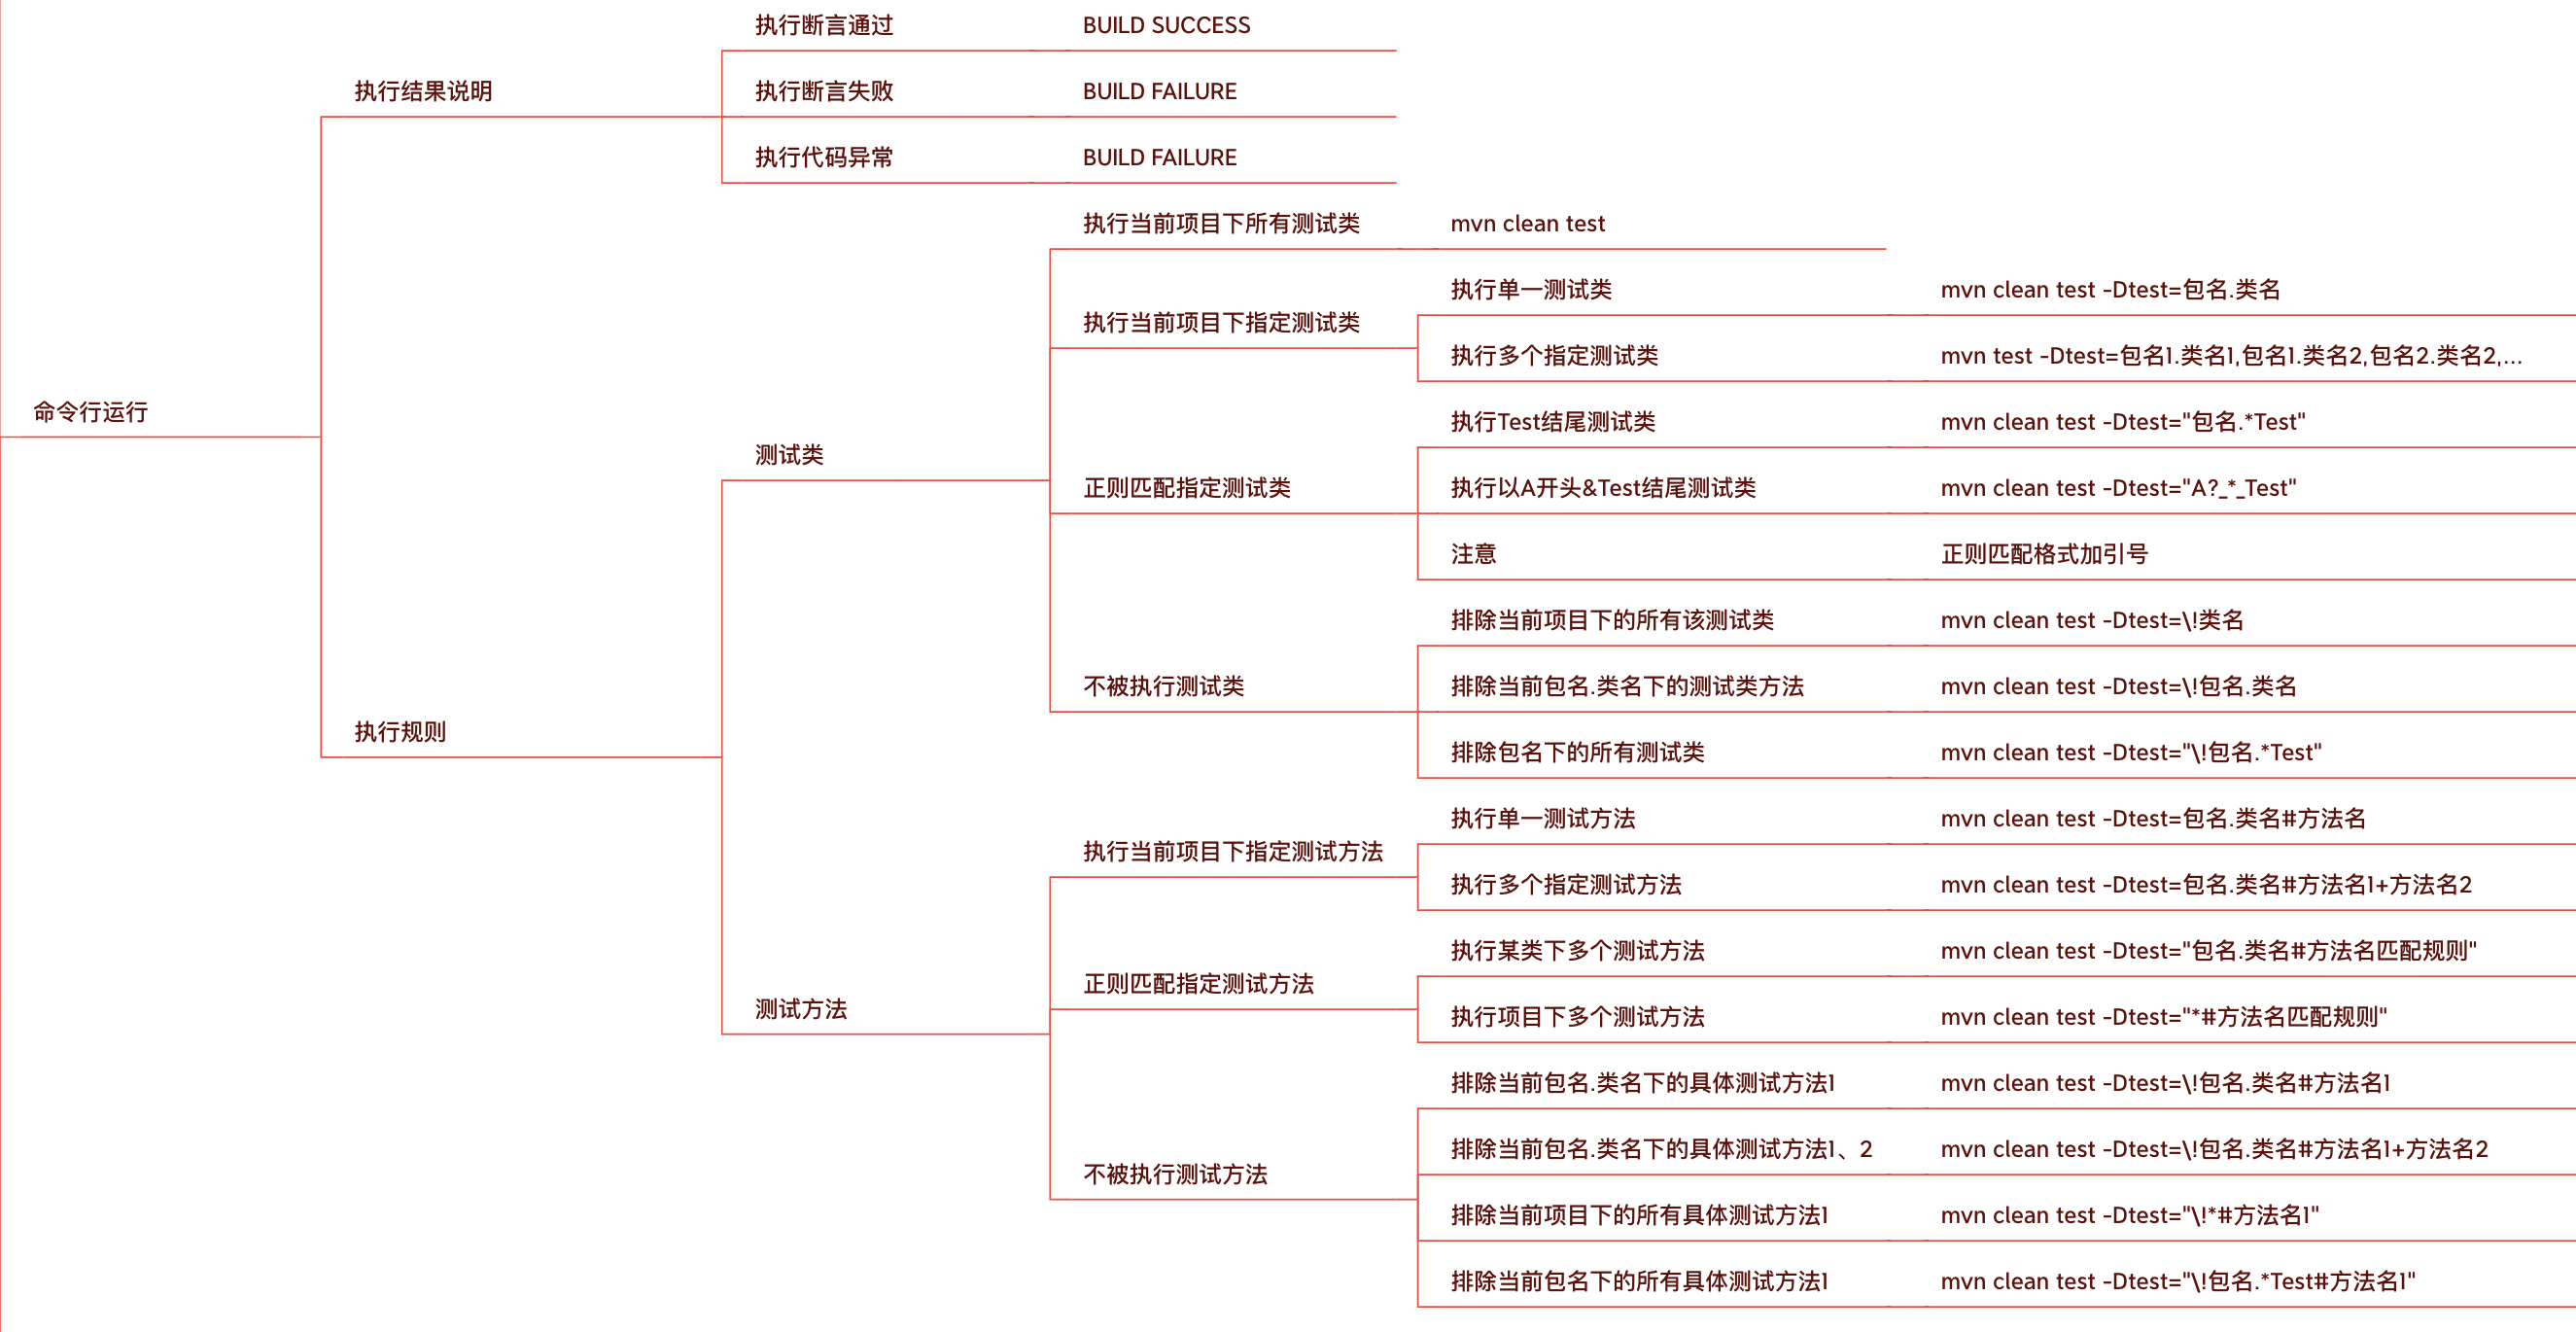 执行断言通过 BUILD SUCCESS
执行结果说明 执行断言失败 BUILD FAILURE
执行代码异常 BUILD FAILURE
执行当前项目下所有测试类 mvn clean test
执行单一测试类 mvn clean test -Dtest=包名.类名
执行当前项目下指定测试类
执行多个指定测试类 mvn test -Dtest=包名1.类名1,包名1.类名2,包名2.类名2,...
命令行运行
执行Test结尾测试类 mvn clean test -Dtest="包名.*Test"
测试类
正则匹配指定测试类 执行以A开头&Test结尾测试类 mvn clean test -Dtest="A?_*_Test"
注意 正则匹配格式加引号
排除当前项目下的所有该测试类 mvn clean test -Dtest=\!类名
不被执行测试类 排除当前包名.类名下的测试类方法 mvn clean test -Dtest=\!包名.类名
执行规则
排除包名下的所有测试类 mvn clean test -Dtest="\!包名.*Test"
执行单一测试方法 mvn clean test -Dtest=包名.类名#方法名
执行当前项目下指定测试方法
执行多个指定测试方法 mvn clean test -Dtest=包名.类名#方法名1+方法名2
执行某类下多个测试方法 mvn clean test -Dtest="包名.类名#方法名匹配规则"
正则匹配指定测试方法
测试方法
执行项目下多个测试方法 mvn clean test -Dtest="*#方法名匹配规则"
排除当前包名.类名下的具体测试方法1 mvn clean test -Dtest=\!包名.类名#方法名1
排除当前包名.类名下的具体测试方法1、2 mvn clean test -Dtest=\!包名.类名#方法名1+方法名2
不被执行测试方法
排除当前项目下的所有具体测试方法1 mvn clean test -Dtest="\!*#方法名1"
排除当前包名下的所有具体测试方法1 mvn clean test -Dtest="\!包名.*Test#方法名1"